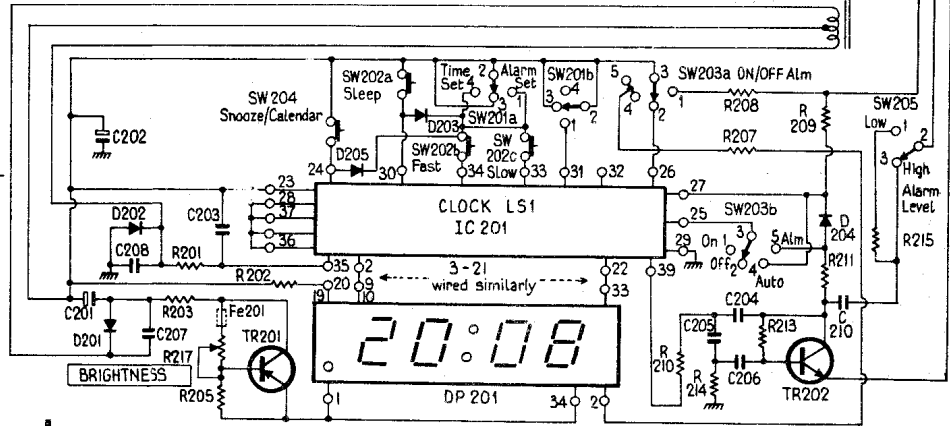 SW204
Snooze/Calendar
SW202a
Sleep
Time
Set
4
2
3
Alarm
Set
1
SW201a
SW201b
4
3
2
1
5
4
3
1
2
SW203a ON/OFF Alm
R208
R207
R
209
SW205
Low
1
2
3
High
Alarm
Level
R215
C202
D203
D205
SW202b
Fast
SW
202c
Slow
24
30
34
33
31
32
26
23
28
37
36
CLOCK LS1
IC 201
27
25
29
SW203b
3
On 1
Off 2
4
5 Alm
Auto
D
204
R211
D202
C208
C203
R201
R202
35
20
19
2
9
10
3-21
wired similarly
22
33
39
C201
D201
C207
R203
Fe201
R217
R205
TR201
BRIGHTNESS
20:08
1
DP201
34
2
R
210
C205
R
214
C204
C206
R213
C
210
TR202